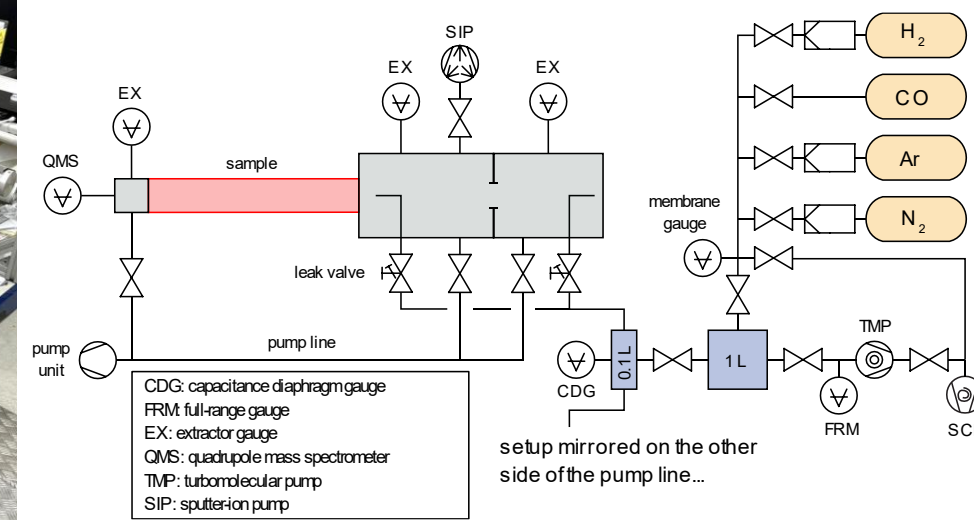 SIP
EX
EX
EX
QMS
sample
leak valve
pump line
pump
unit
H2
CO
Ar
N2
membrane
gauge
0.1 L
1 L
CDG
TMP
FRM
SC
CDG: capacitance diaphragm gauge
FRM: full-range gauge
EX: extractor gauge
QMS: quadrupole mass spectrometer
TMP: turbomolecular pump
SIP: sputter-ion pump
setup mirrored on the other
side of the pump line...